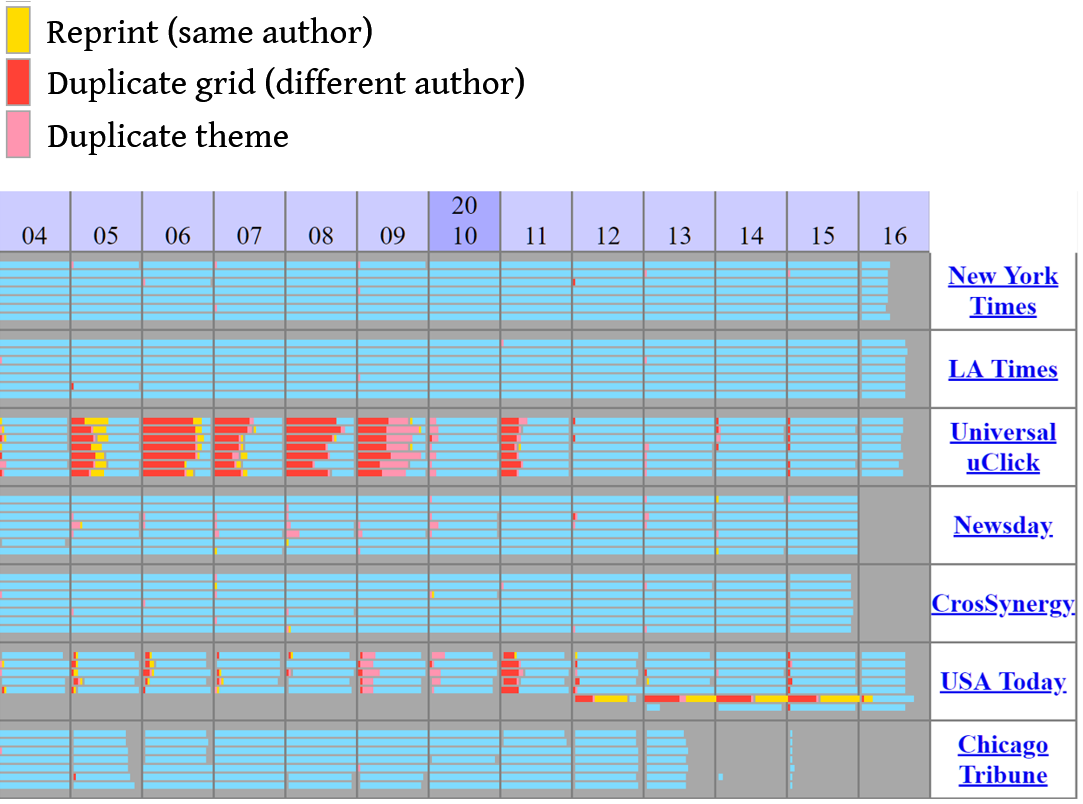 Reprint (same author)
Duplicate grid (different author)
Duplicate theme
20
04 05 06 07 08 09 10 11 12 13 14 15 16
New York
Times
LA Times
Universal
uClick
Newsday
CrosSynergy
USA Today
Chicago
Tribune